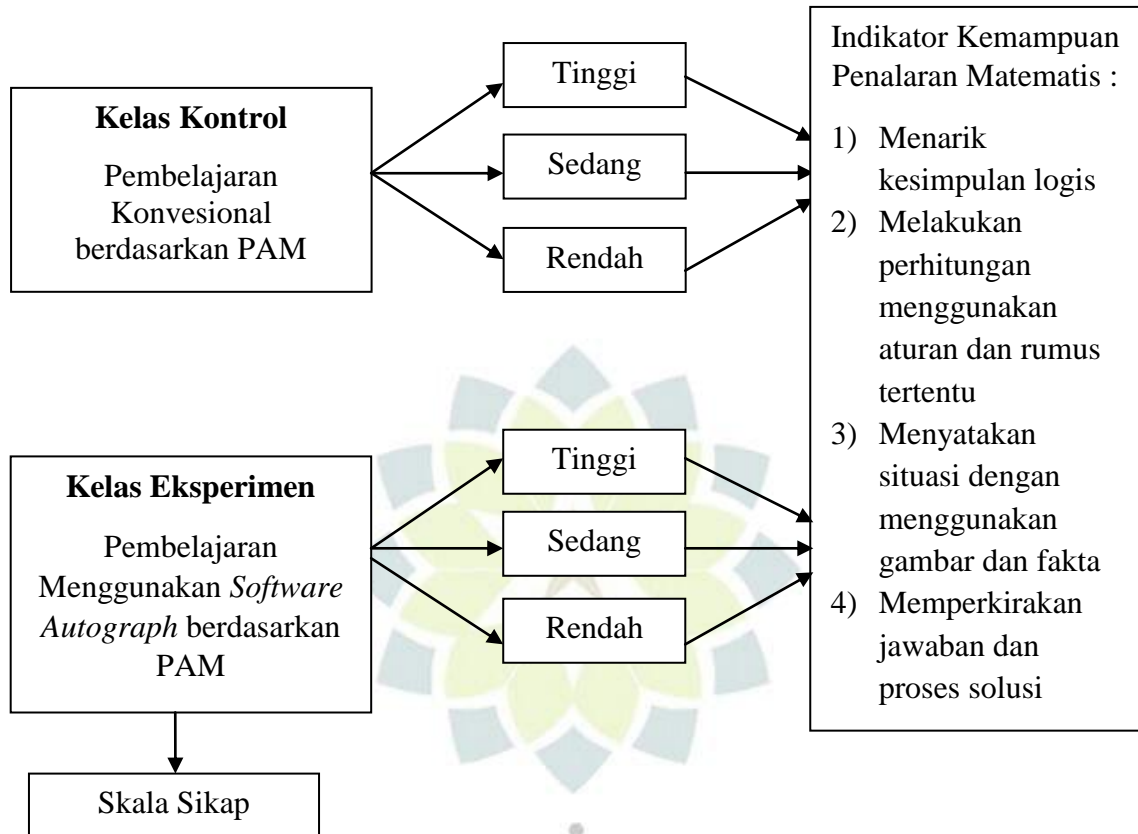 Kelas Kontrol
Pembelajaran
Konvesional
berdasarkan PAM
Tinggi
Sedang
Rendah
Kelas Eksperimen
Pembelajaran
Menggunakan Software
Autograph berdasarkan
PAM
Tinggi
Sedang
Rendah
Skala Sikap
Indikator Kemampuan
Penalaran Matematis :
1) Menarik
kesimpulan logis
2) Melakukan
perhitungan
menggunakan
aturan dan rumus
tertentu
3) Menyatakan
situasi dengan
menggunakan
gambar dan fakta
4) Memperkirakan
jawaban dan
proses solusi